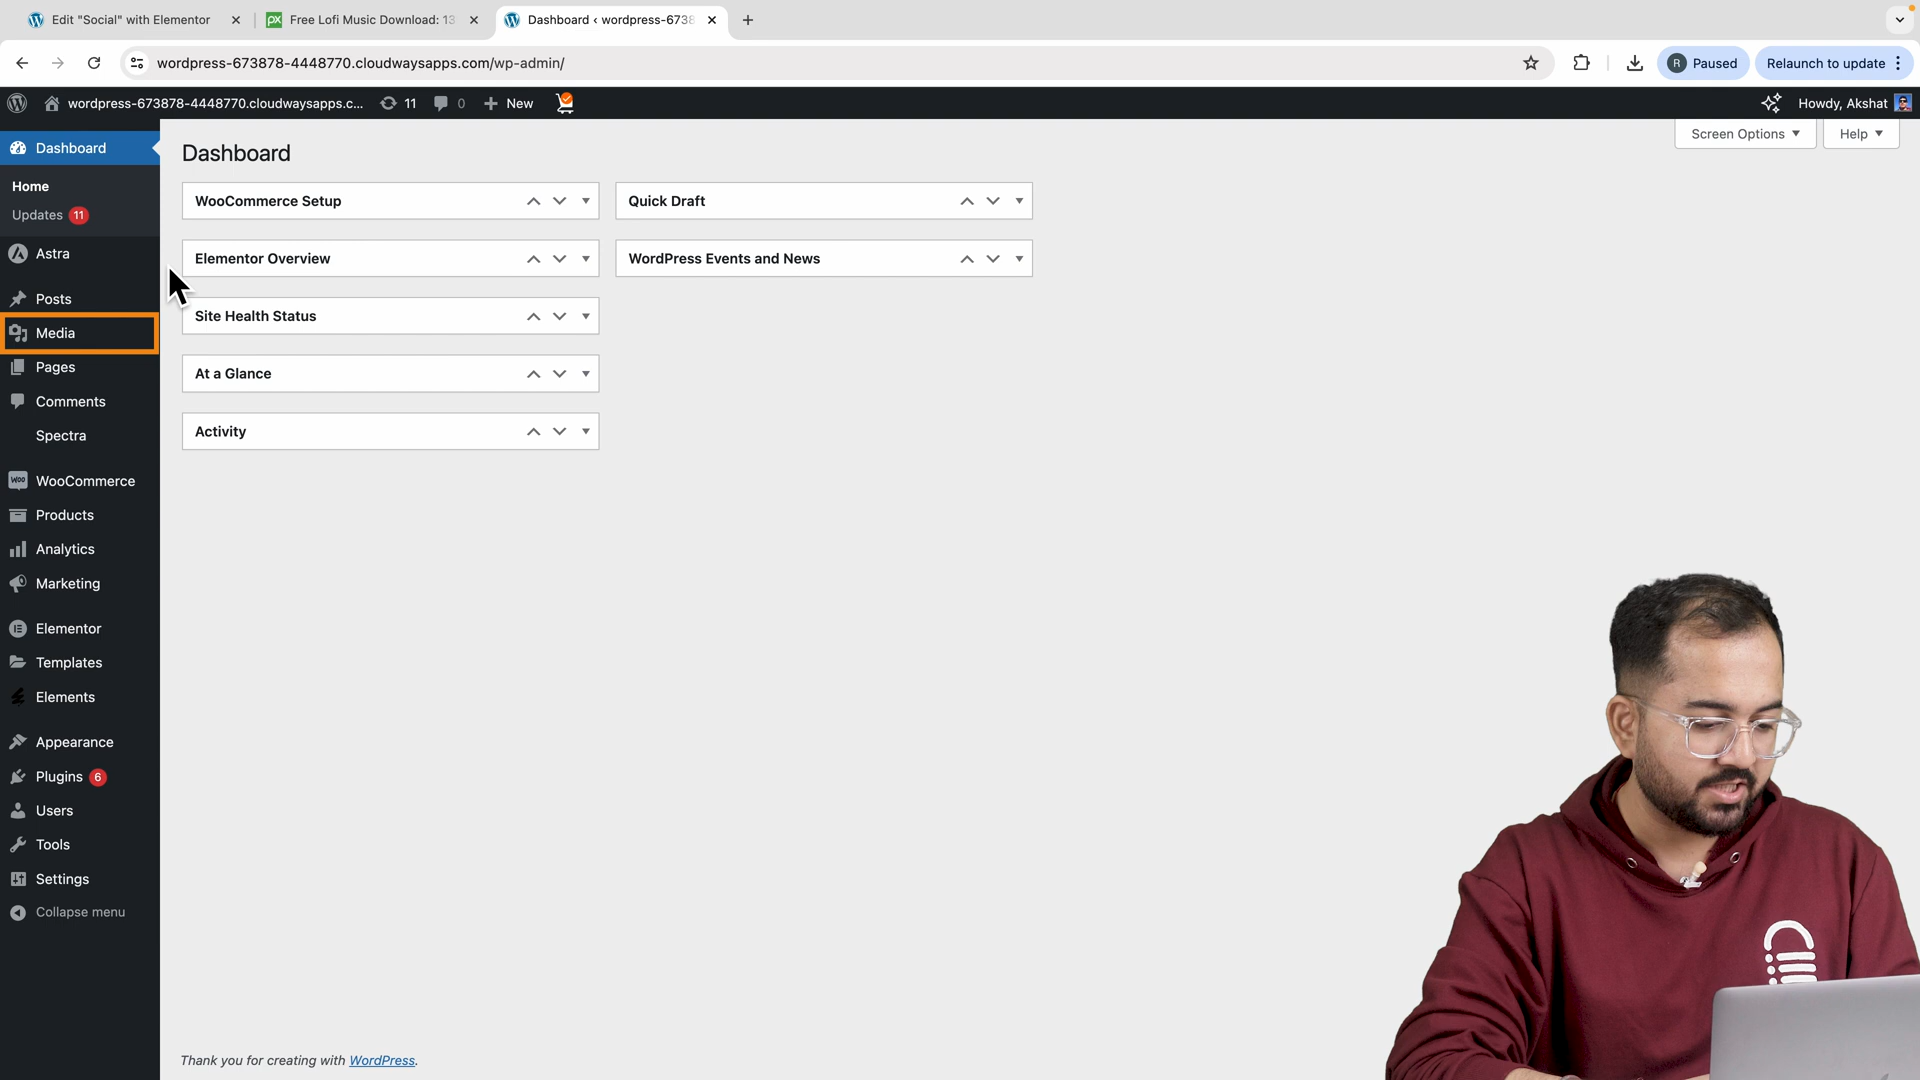 Edit "Social" with Elementor
Free Lofi Music Download: 13
Dashboard ‹ wordpress-6738
wordpress-673878-4448770.cloudwaysapps.com/wp-admin/
R Paused
Relaunch to update
wordpress-673878-4448770.cloudwaysapps.c...
11
0
New
Howdy, Akshat
Screen Options
Help
Dashboard
Home
Updates 11
Astra
Posts
Media
Pages
Comments
Spectra
WooCommerce
Products
Analytics
Marketing
Elementor
Templates
Elements
Appearance
Plugins 6
Users
Tools
Settings
Collapse menu
Dashboard
WooCommerce Setup
Quick Draft
Elementor Overview
WordPress Events and News
Site Health Status
At a Glance
Activity
Thank you for creating with WordPress.